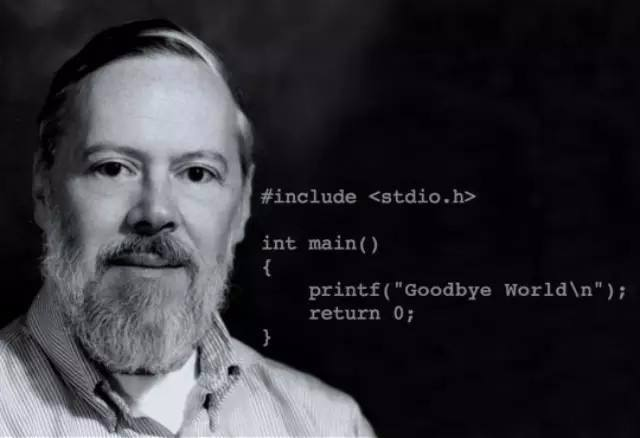 #include <stdio.h>
int main()
{
printf("Goodbye World\n");
return 0;
}